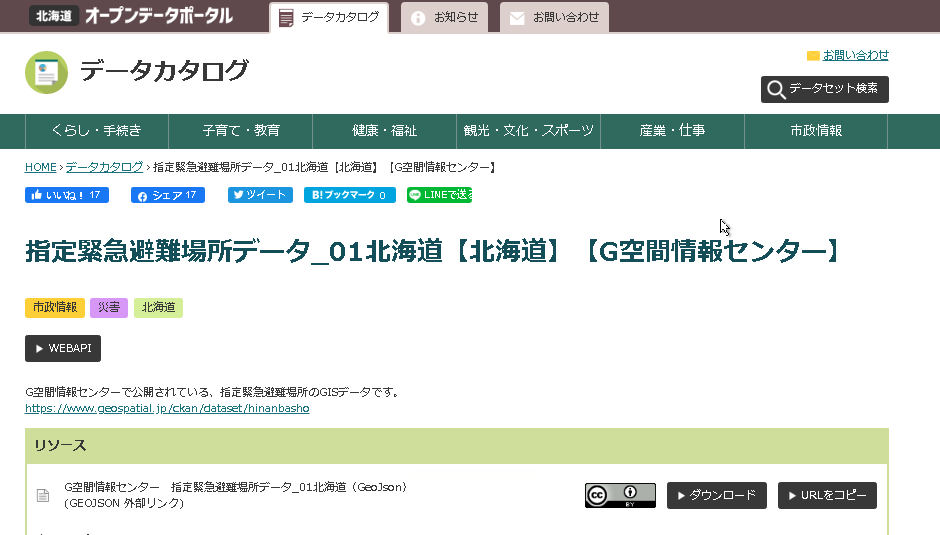 北海道 オープンデータポータル
データカタログ
お知らせ
お問い合わせ
データカタログ
お問い合わせ
データセット検索
くらし・手続き
子育て・教育
健康・福祉
観光・文化・スポーツ
産業・仕事
市政情報
HOME › データカタログ › 指定緊急避難場所データ_01北海道【北海道】【G空間情報センター】
いいね！ 17
シェア 17
ツイート
B!ブックマーク 0
LINEで送る
指定緊急避難場所データ_01北海道【北海道】【G空間情報センター】
市政情報
災害
北海道
WEBAPI
G空間情報センターで公開されている、指定緊急避難場所のGISデータです。
https://www.geospatial.jp/ckan/dataset/hinanbasho
リソース
G空間情報センター　指定緊急避難場所データ_01北海道（GeoJson）
(GEOJSON 外部リンク)
cc BY
ダウンロード
URLをコピー